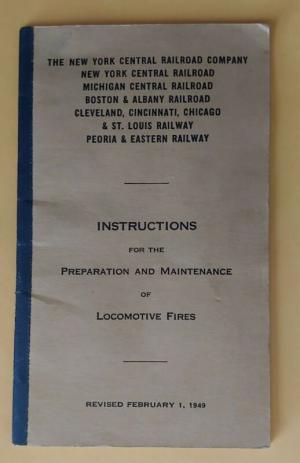 THE NEW YORK CENTRAL RAILROAD COMPANY
NEW YORK CENTRAL RAILROAD
MICHIGAN CENTRAL RAILROAD
BOSTON & ALBANY RAILROAD
CLEVELAND, CINCINNATI, CHICAGO
& ST. LOUIS RAILWAY
PEORIA & EASTERN RAILWAY
INSTRUCTIONS
FOR THE
PREPARATION AND MAINTENANCE
OF
LOCOMOTIVE FIRES
REVISED FEBRUARY 1, 1949